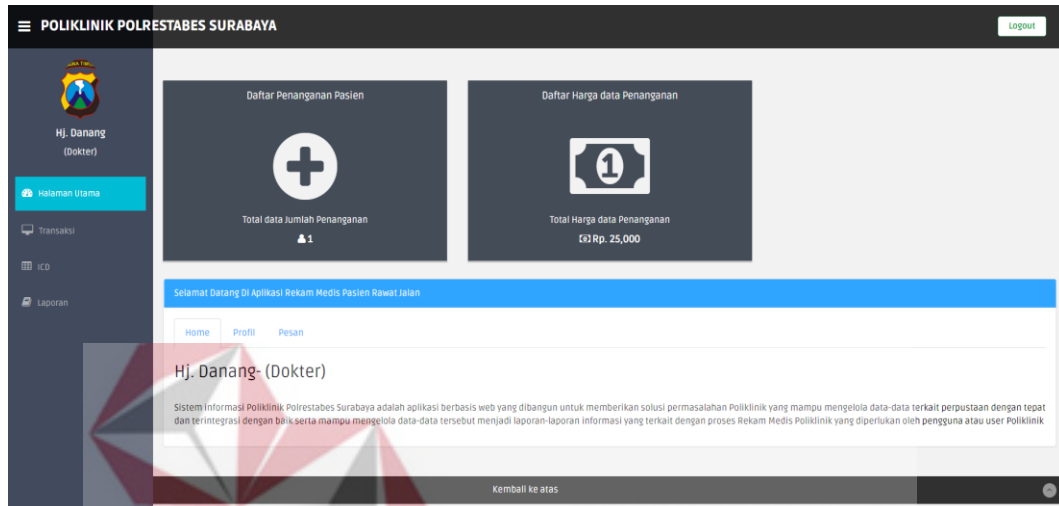 POLIKLINIK POLRESTABES SURABAYA
Logout
Hj. Danang
(Dokter)
Halaman Utama
Transaksi
ICD
Laporan
Daftar Penanganan Pasien
Total data Jumlah Penanganan
1
Daftar Harga data Penanganan
1
Total Harga data Penanganan
Rp. 25,000
Selamat Datang Di Aplikasi Rekam Medis Pasien Rawat Jalan
Home Profil Pesan
Hj. Danang- (Dokter)
Sistem Informasi Poliklinik Polrestabes Surabaya adalah aplikasi berbasis web yang dibangun untuk memberikan solusi permasalahan Poliklinik yang mampu mengelola data-data terkait perpustaan dengan tepat
dan terintegrasi dengan baik serta mampu mengelola data-data tersebut menjadi laporan-laporan informasi yang terkait dengan proses Rekam Medis Poliklinik yang diperlukan oleh pengguna atau user Poliklinik
Kembali ke atas